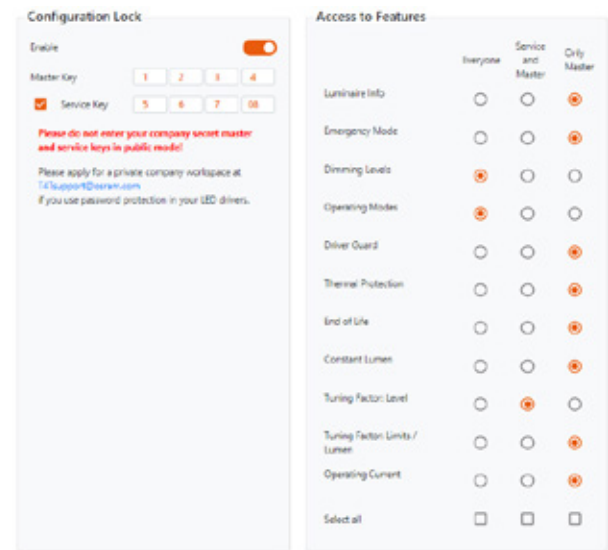 Configuration Lock
Enable
Master Key 1 2 3 4
Service Key 5 6 7 08
Please do not enter your company secret master
and service keys in public mode!
Please apply for a private company workspace at
T4Tsupport@osram.com
if you use password protection in your LED drivers.
Access to Features
Everyone Service and Master Only Master
Luminaire Info
Emergency Mode
Dimming Levels
Operating Modes
Driver Guard
Thermal Protection
End of Life
Constant Lumen
Tuning Factor: Level
Tuning Factor: Limits /
Lumen
Operating Current
Select all